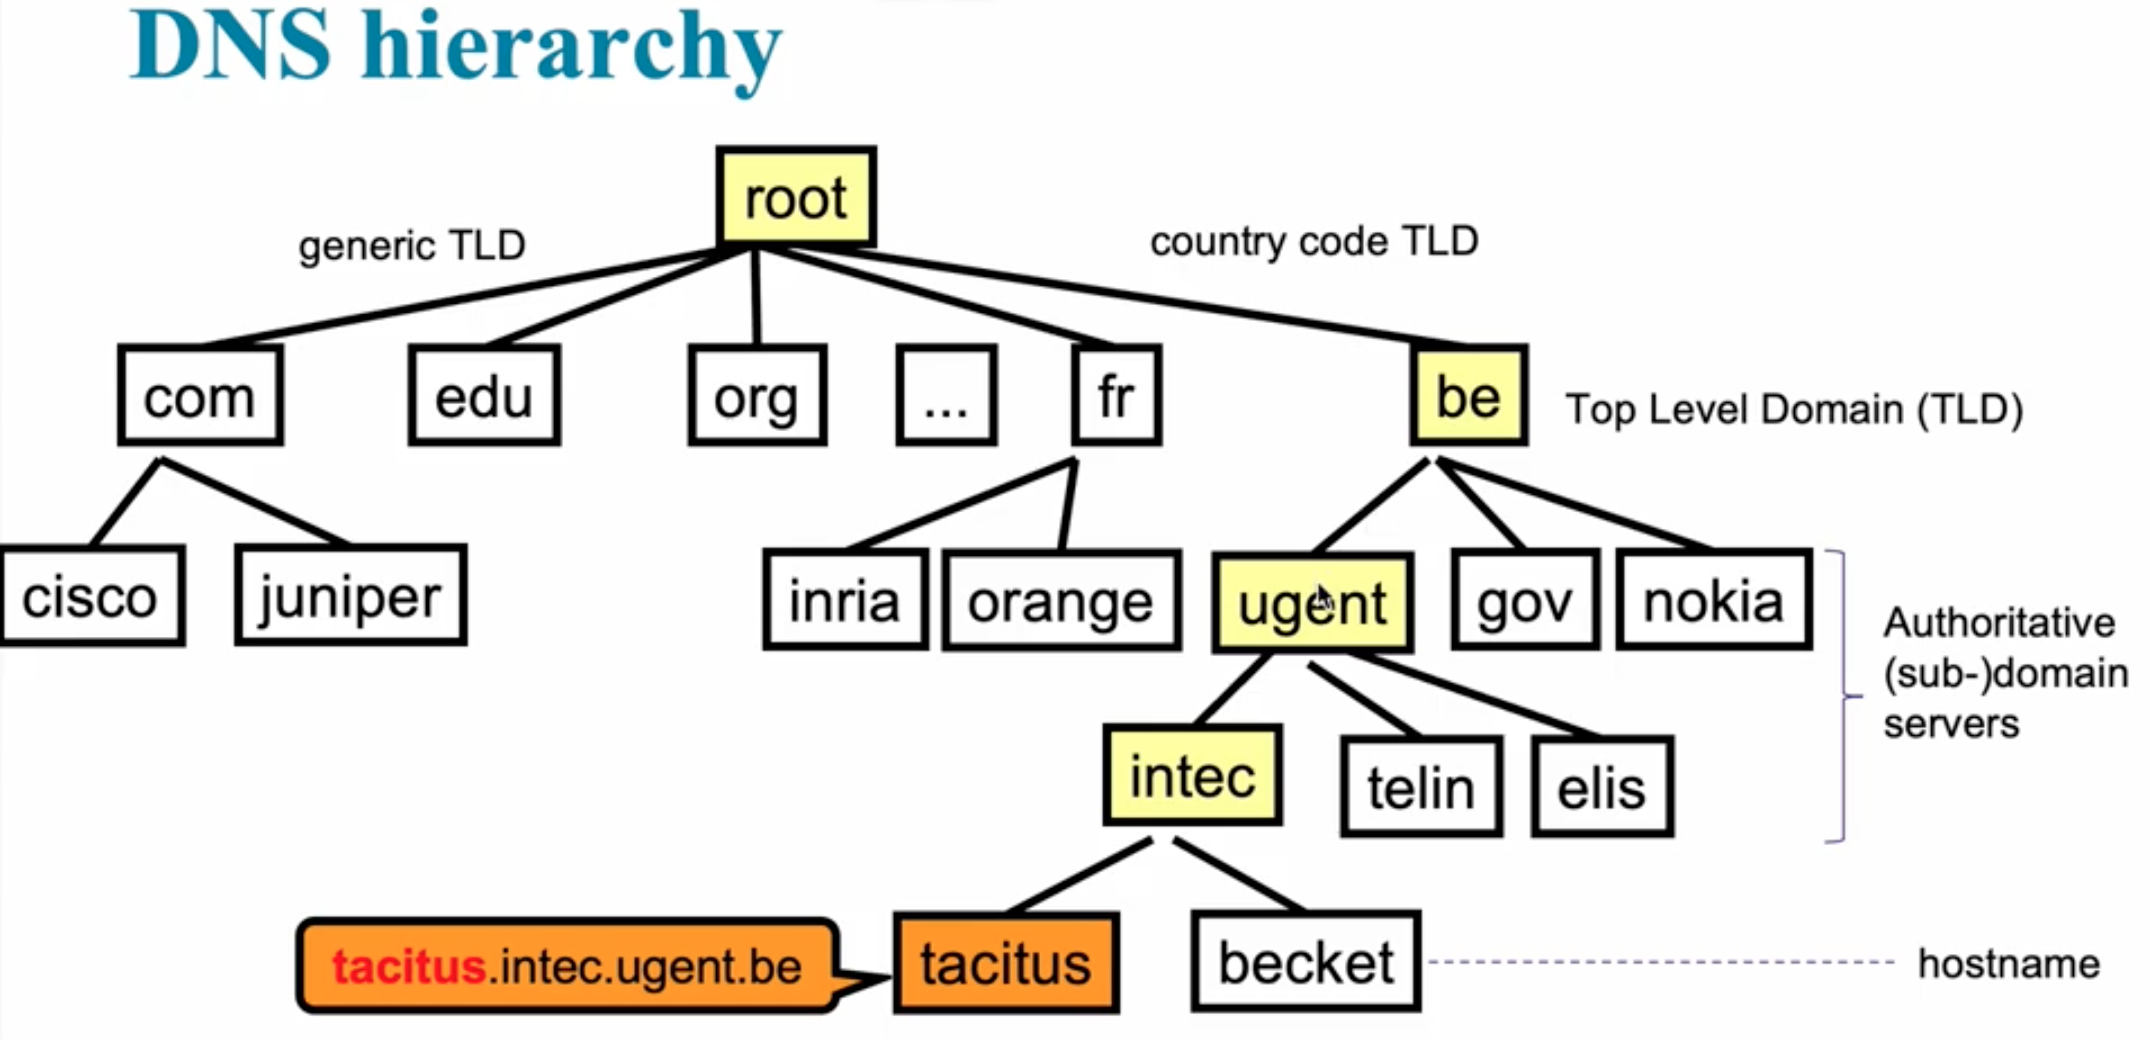 DNS hierarchy
root
generic TLD
country code TLD
com
edu
org
...
fr
be
Top Level Domain (TLD)
cisco
juniper
inria
orange
ugent
gov
nokia
Authoritative
(sub-)domain
servers
intec
telin
elis
tacitus.intec.ugent.be
tacitus
becket
hostname